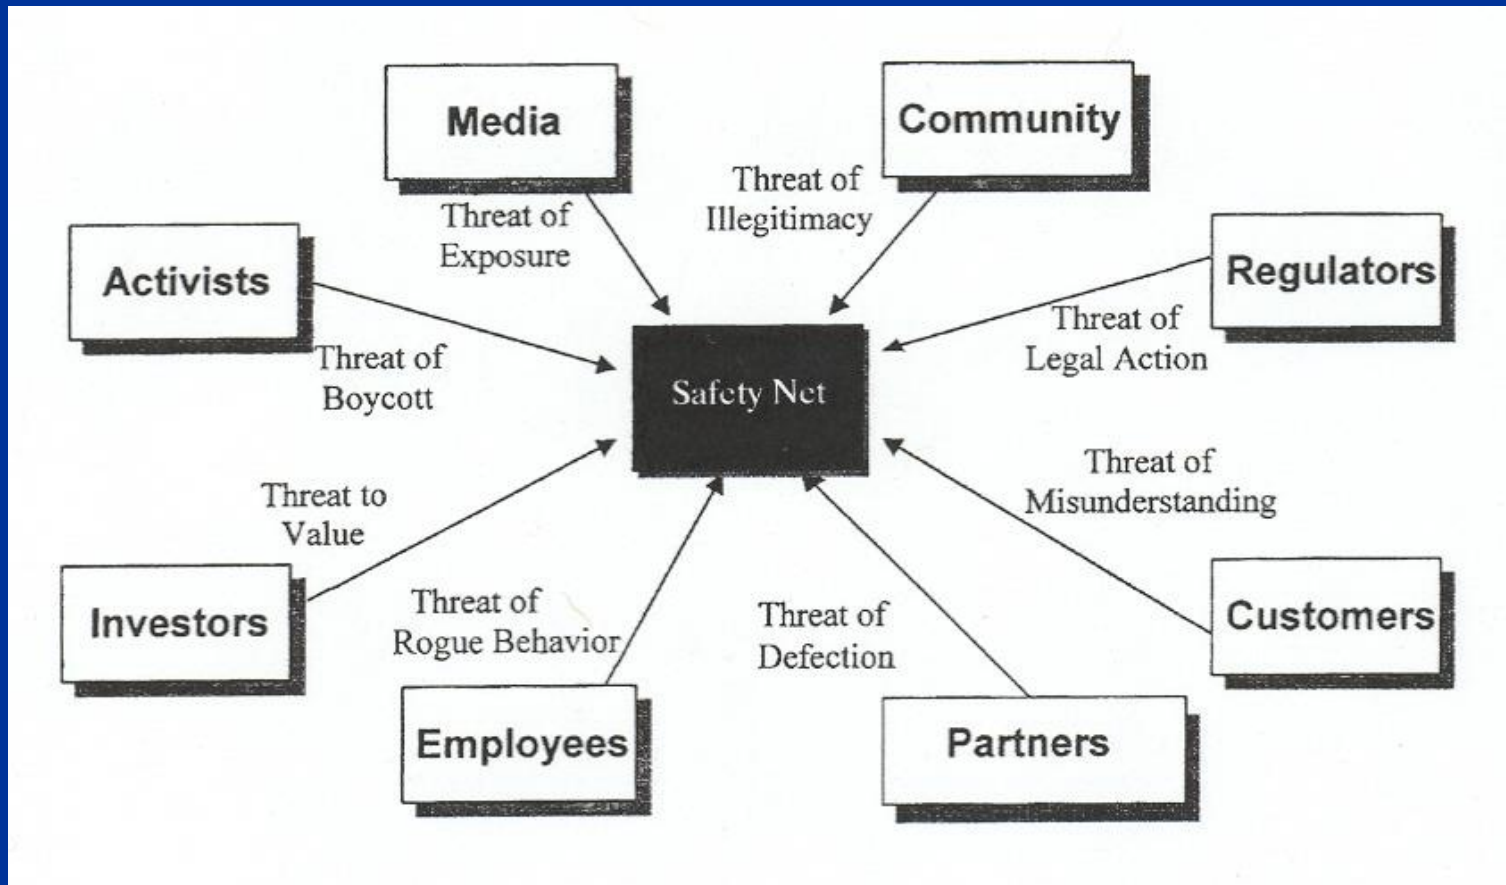 Media
Community
Threat of
Illegitimacy
Threat of
Exposure
Activists
Regulators
Threat of
Boycott
Threat of
Legal Action
Safety Net
Threat to
Value
Threat of
Misunderstanding
Investors
Threat of
Rogue Behavior
Threat of
Defection
Customers
Employees
Partners